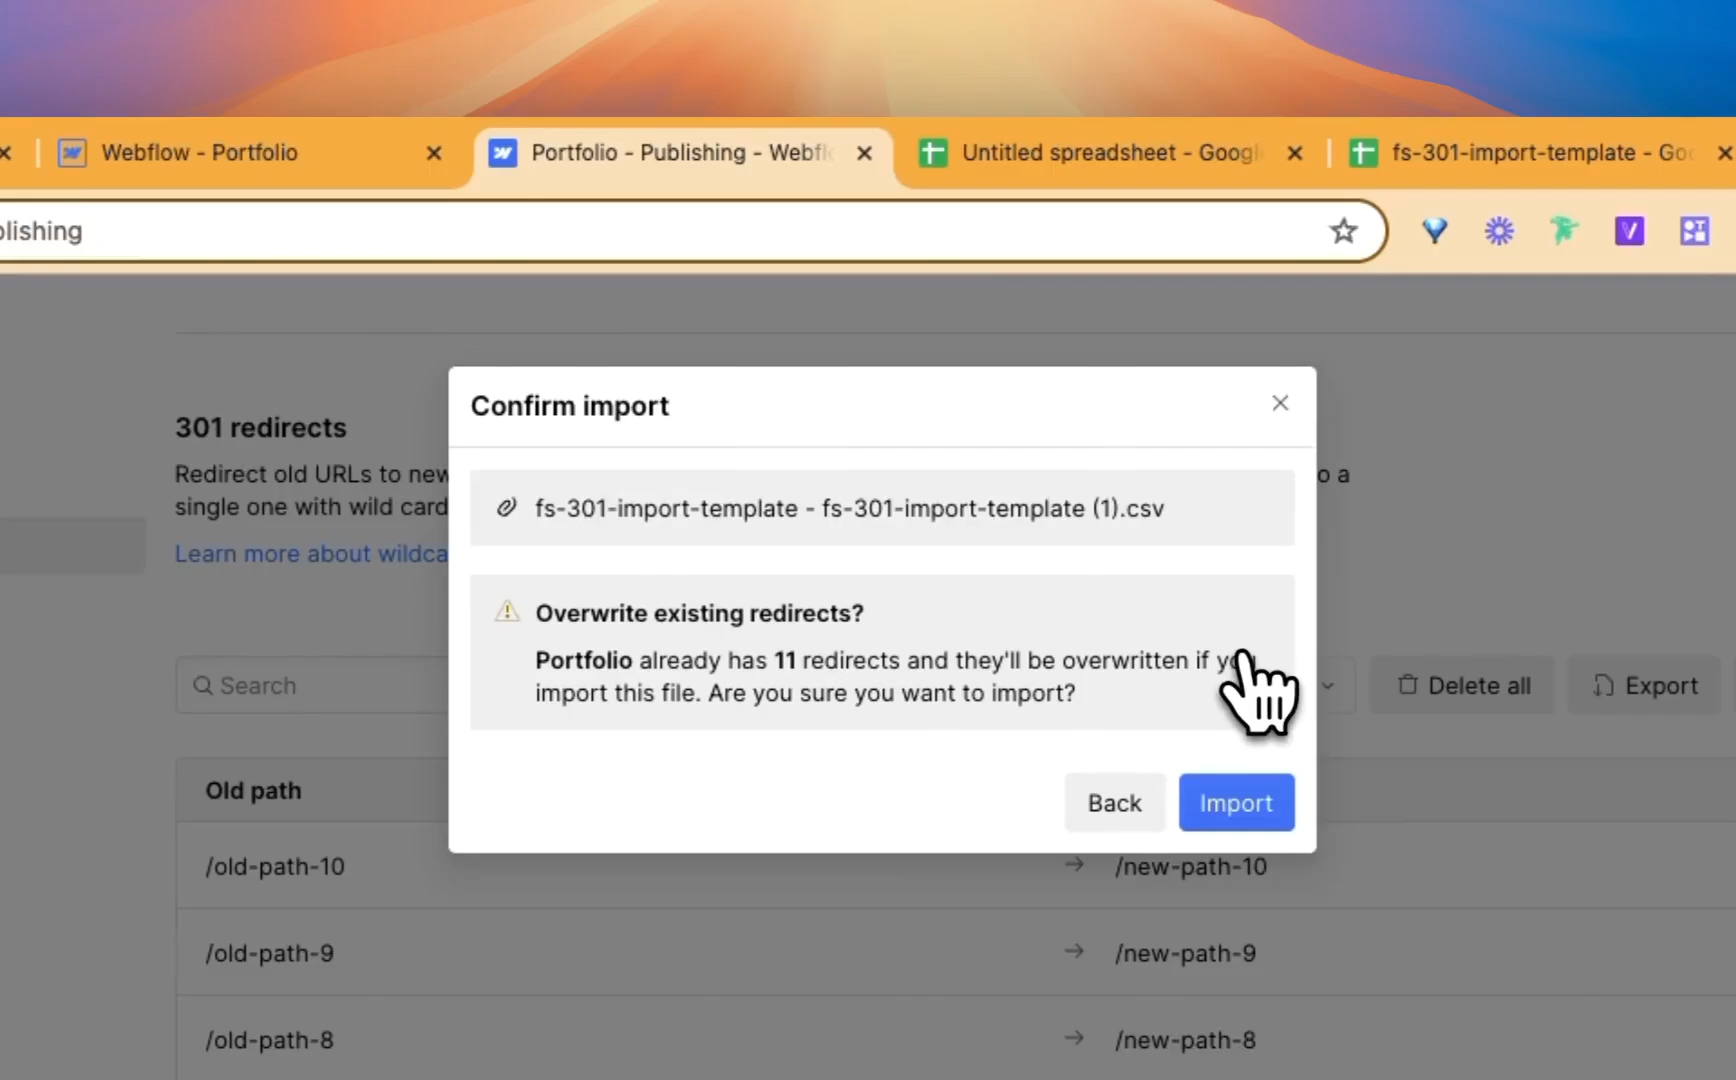 Webflow - Portfolio
Portfolio - Publishing - Webfl
Untitled spreadsheet - Googl
fs-301-import-template - Go
blishing
301 redirects
Redirect old URLs to new
o a
single one with wild card
Learn more about wildca
Confirm import
fs-301-import-template - fs-301-import-template (1).csv
Overwrite existing redirects?
Portfolio already has 11 redirects and they'll be overwritten if
import this file. Are you sure you want to import?
Back
Import
Search
Delete all
Export
Old path
/old-path-10
/new-path-10
/old-path-9
/new-path-9
/old-path-8
/new-path-8